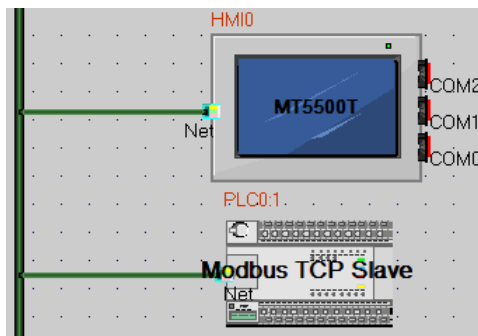 HMI0
MT5500T
COM2
COM1
COM0
Net
PLC0:1
Modbus TCP Slave
Net